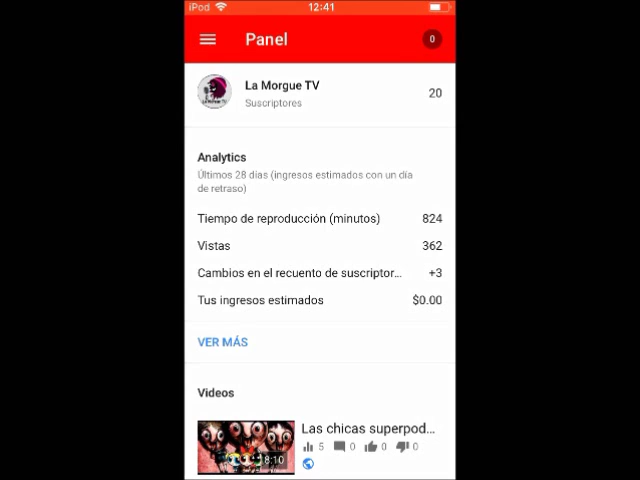 iPod 12:41
Panel 0
La Morgue TV
Suscriptores 20
Analytics
Últimos 28 días (ingresos estimados con un día
de retraso)
Tiempo de reproducción (minutos) 824
Vistas 362
Cambios en el recuento de suscriptor... +3
Tus ingresos estimados $0.00
VER MÁS
Videos
Las chicas superpod...
8:10 5 0 0 0